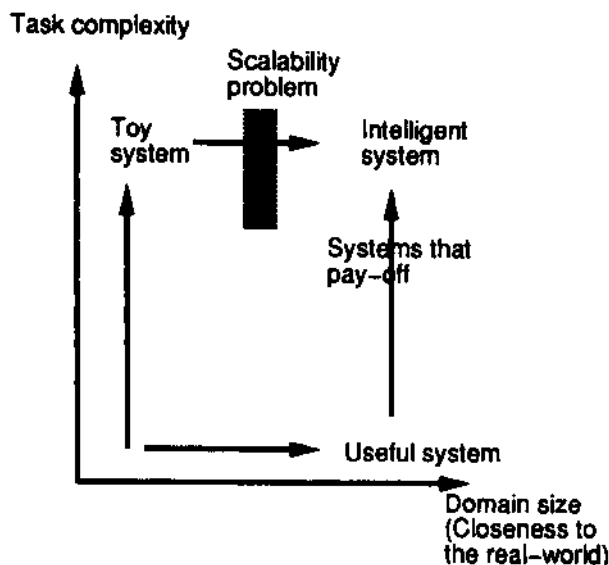 Task complexity
Scalability
problem
Toy
system
Intelligent
system
Systems that
pay-off
Useful system
Domain size
(Closeness to
the real-world)